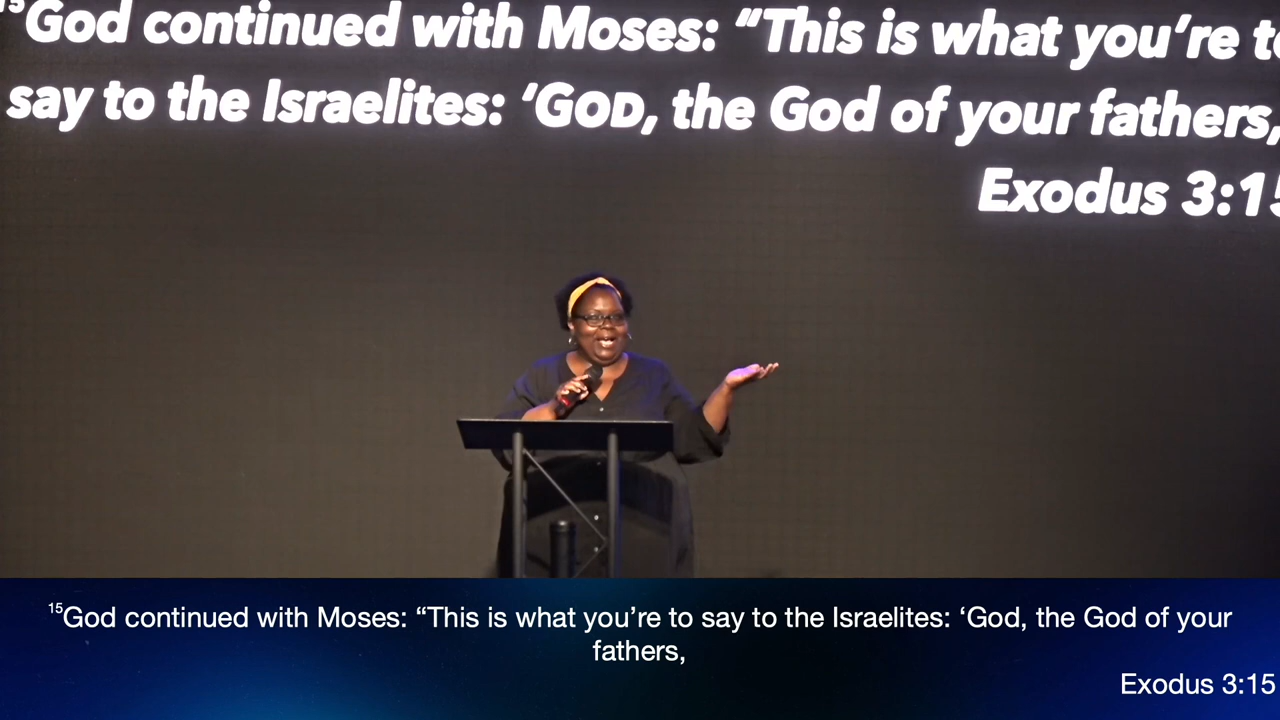 ¹⁵God continued with Moses: “This is what you’re to
say to the Israelites: ‘GOD, the God of your fathers,
Exodus 3:15
¹⁵God continued with Moses: “This is what you’re to say to the Israelites: ‘God, the God of your
fathers,
Exodus 3:15